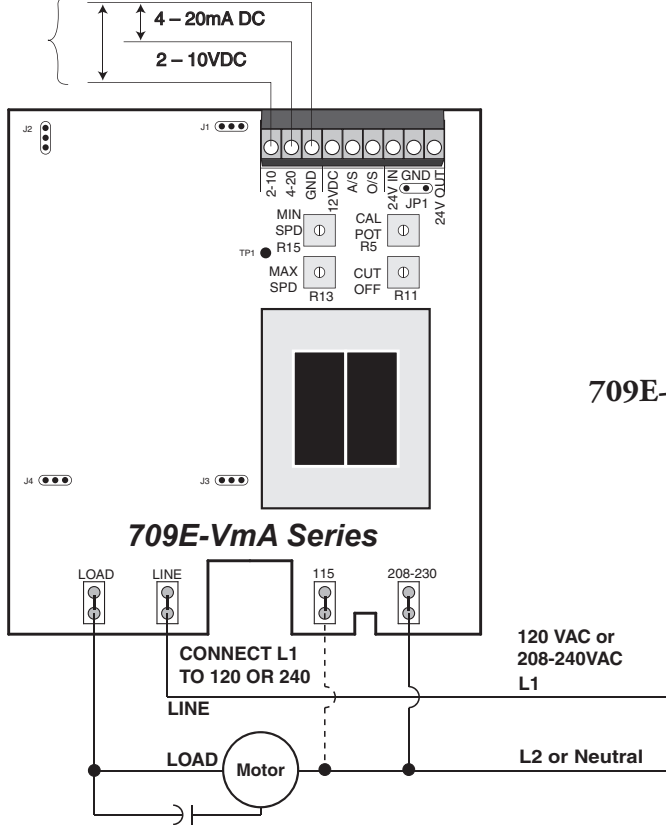 4 – 20mA DC
2 – 10VDC
J2
J1
2-10
4-20
GND
12VDC
A/S
O/S
24V IN
GND
24V OUT
JP1
MIN
SPD
R15
CAL
POT
R5
TP1
MAX
SPD
R13
CUT
OFF
R11
709E-
J4
J3
709E-VmA Series
LOAD
LINE
115
208-230
CONNECT L1
TO 120 OR 240
120 VAC or
208-240VAC
L1
LINE
LOAD
Motor
L2 or Neutral